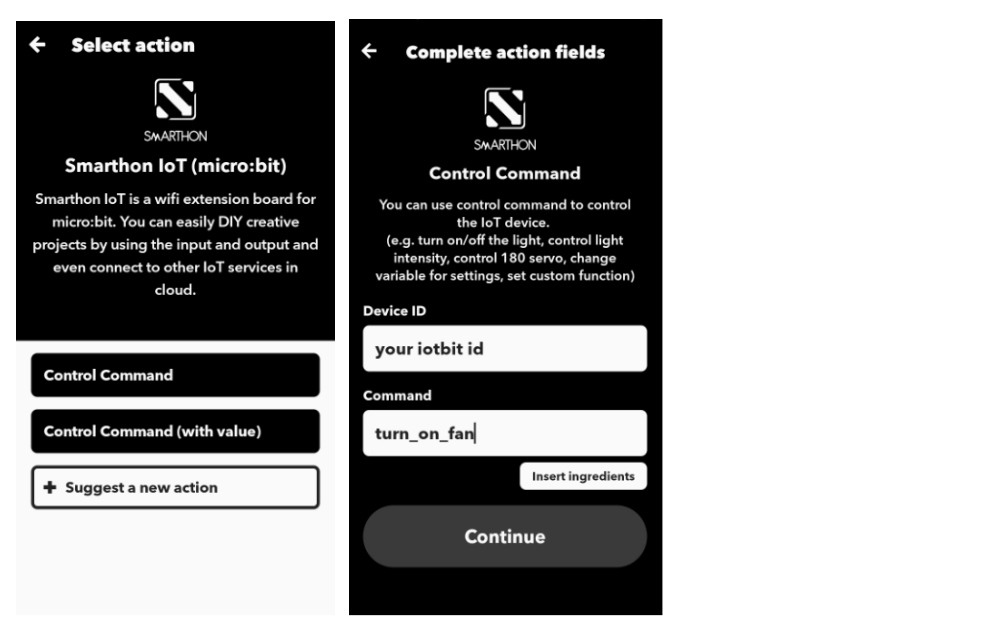 Select action
SMARTHON
Smarthon IoT (micro:bit)
Smarthon IoT is a wifi extension board for
micro:bit. You can easily DIY creative
projects by using the input and output and
even connect to other IoT services in
cloud.
Control Command
Control Command (with value)
+ Suggest a new action
Complete action fields
SMARTHON
Control Command
You can use control command to control
the IoT device.
(e.g. turn on/off the light, control light
intensity, control 180 servo, change
variable for settings, set custom function)
Device ID
your iotbit id
Command
turn_on_fan
Insert ingredients
Continue